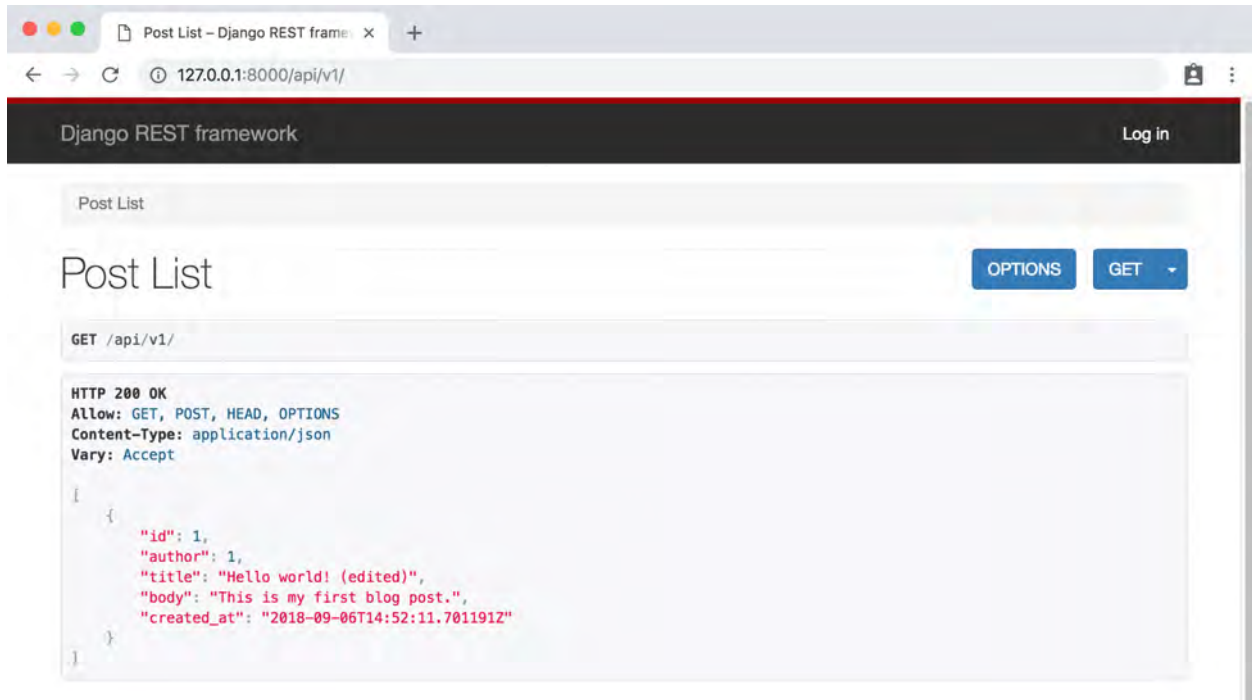 Post List – Django REST frame
127.0.0.1:8000/api/v1/
Django REST framework
Log in
Post List
Post List
OPTIONS
GET
GET /api/v1/
HTTP 200 OK
Allow: GET, POST, HEAD, OPTIONS
Content-Type: application/json
Vary: Accept
[
{
"id": 1,
"author": 1,
"title": "Hello world! (edited)",
"body": "This is my first blog post.",
"created_at": "2018-09-06T14:52:11.701191Z"
}
]